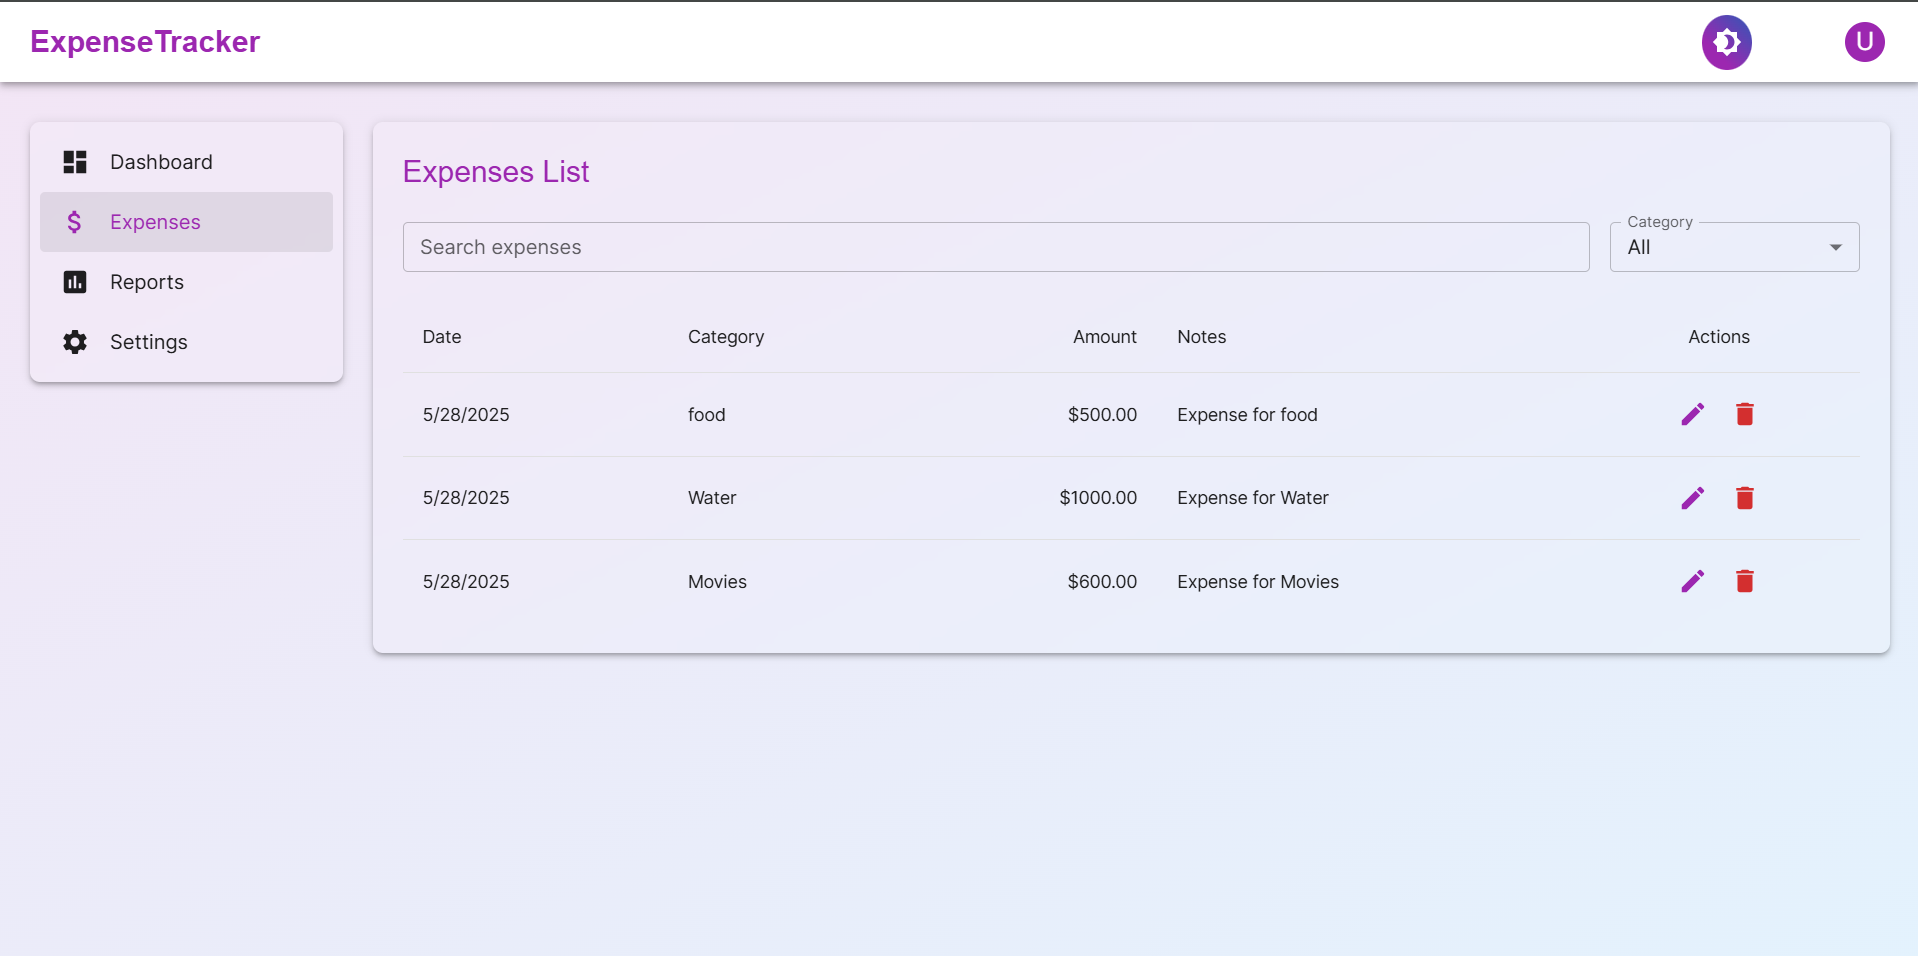 ExpenseTracker
U
Dashboard
Expenses
Reports
Settings
Expenses List
Search expenses
Category
All
Date Category Amount Notes Actions
5/28/2025 food $500.00 Expense for food
5/28/2025 Water $1000.00 Expense for Water
5/28/2025 Movies $600.00 Expense for Movies